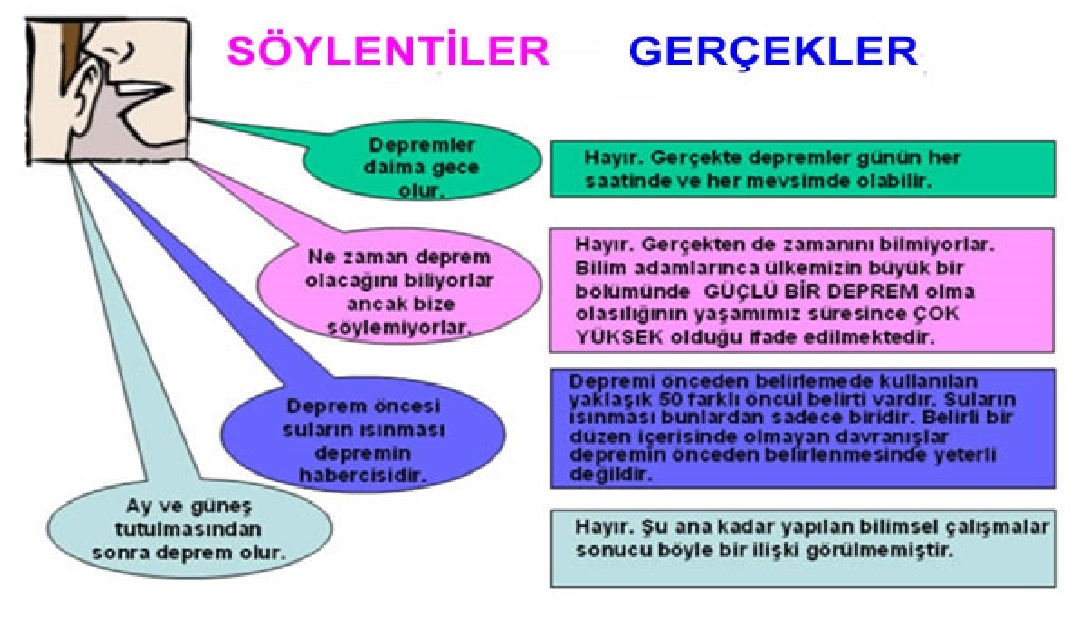 SÖYLENTİLER GERÇEKLER
Depremler
daima gece
olur.
Hayır. Gerçekte depremler günün her
saatinde ve her mevsimde olabilir.
Ne zaman deprem
olacağını biliyorlar
ancak bize
söylemiyorlar.
Hayır. Gerçekten de zamanını bilmiyorlar.
Bilim adamlarınca ülkemizin büyük bir
bölümünde GÜÇLÜ BİR DEPREM olma
olasılığının yaşamımız süresince ÇOK
YÜKSEK olduğu ifade edilmektedir.
Deprem öncesi
suların ısınması
depremin
habercisidir.
Depremi önceden belirlemede kullanılan
yaklaşık 50 farklı öncül belirti vardır. Suların
ısınması bunlardan sadece biridir. Belirli bir
düzen içerisinde olmayan davranışlar
depremin önceden belirlenmesinde yeterli
değildir.
Ay ve güneş
tutulmasından
sonra deprem olur.
Hayır. Şu ana kadar yapılan bilimsel çalışmalar
sonucu böyle bir ilişki görülmemiştir.